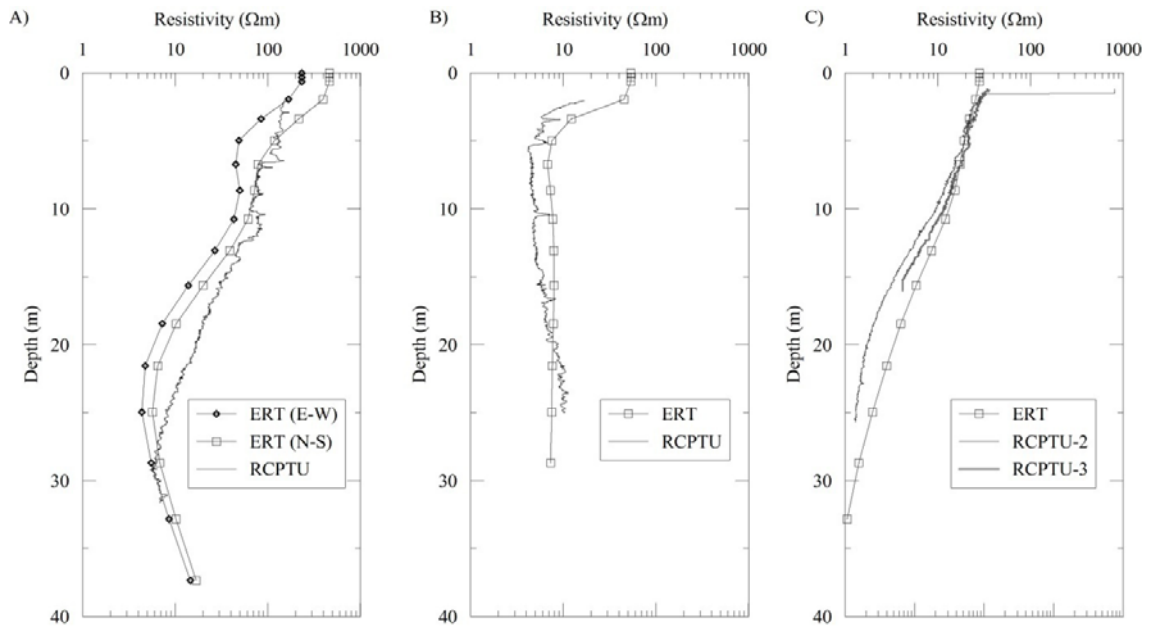 A)
Resistivity (Ωm)
1 10 100 1000
0
10
20
30
40
Depth (m)
ERT (E-W)
ERT (N-S)
RCPTU
B)
Resistivity (Ωm)
1 10 100 1000
0
10
20
30
40
Depth (m)
ERT
RCPTU
C)
Resistivity (Ωm)
1 10 100 1000
0
10
20
30
40
Depth (m)
ERT
RCPTU-2
RCPTU-3